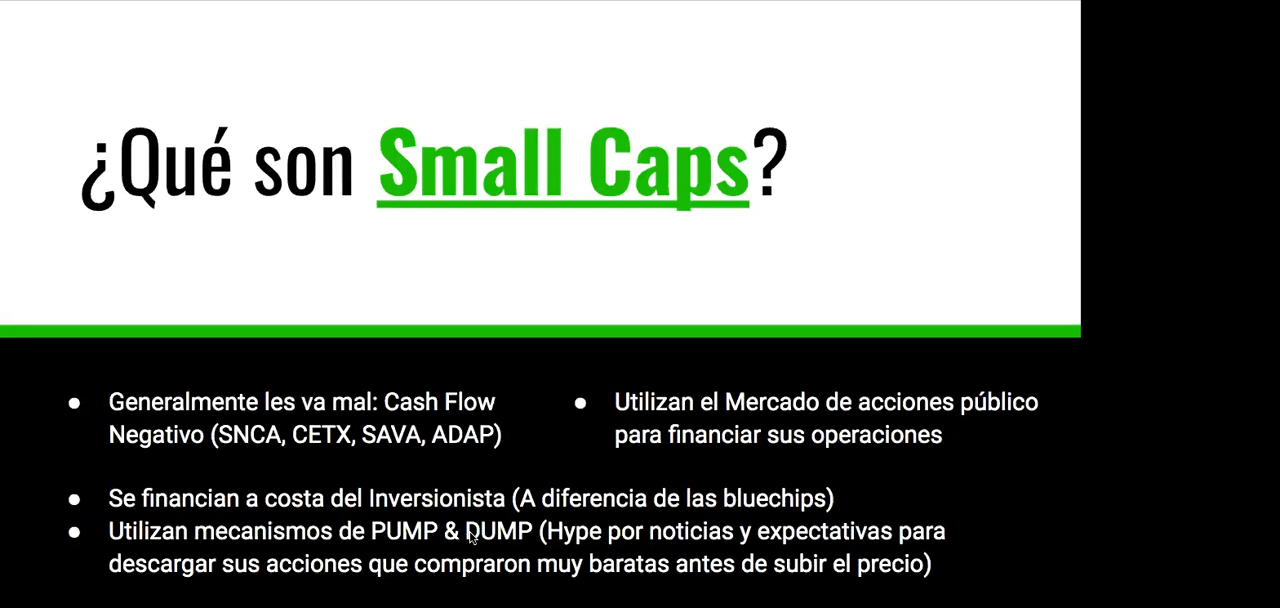 ¿Qué son Small Caps?
● Generalmente les va mal: Cash Flow
Negativo (SNCA, CETX, SAVA, ADAP)
● Utilizan el Mercado de acciones público
para financiar sus operaciones
● Se financian a costa del Inversionista (A diferencia de las bluechips)
● Utilizan mecanismos de PUMP & DUMP (Hype por noticias y expectativas para
descargar sus acciones que compraron muy baratas antes de subir el precio)